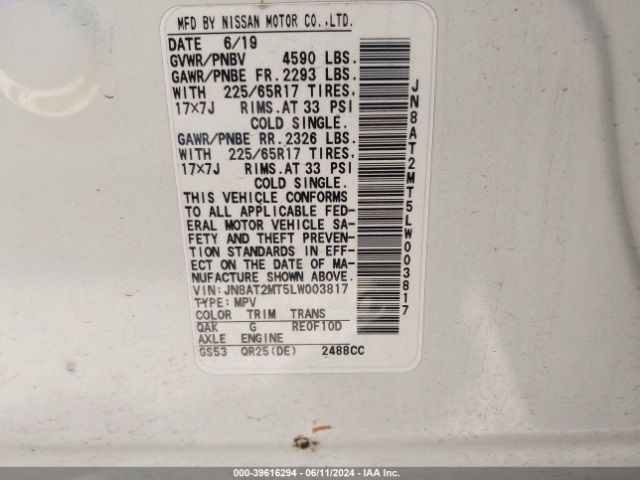 MFD BY NISSAN MOTOR CO.,LTD.
DATE 6/19
GVWR/PNBV 4590 LBS.
GAWR/PNBE FR. 2293 LBS.
WITH 225/65R17 TIRES,
17×7J RIMS. AT 33 PSI
COLD SINGLE.
GAWR/PNBE RR. 2326 LBS.
WITH 225/65R17 TIRES,
17×7J RIMS. AT 33 PSI
COLD SINGLE.
THIS VEHICLE CONFORMS
TO ALL APPLICABLE FED-
ERAL MOTOR VEHICLE SA-
FETY AND THEFT PREVEN-
TION STANDARDS IN EFF-
ECT ON THE DATE OF MA-
NUFACTURE SHOWN ABOVE.
VIN: JN8AT2MT5LW003817
TYPE: MPV
COLOR TRIM TRANS
QAK G RE0F10D
AXLE ENGINE
GS53 QR25(DE) 2488CC
JN8AT2MT5LW003817
000-39616294 - 06/11/2024 - IAA Inc.